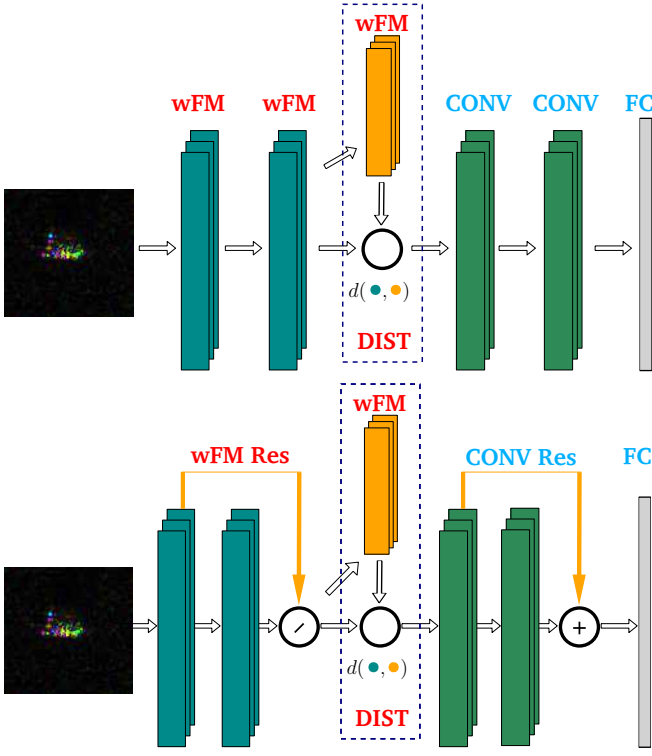 wFM
wFM wFM CONV CONV FC
d(●,●)
DIST
wFM
wFM Res CONV Res FC
+
d(●,●)
DIST